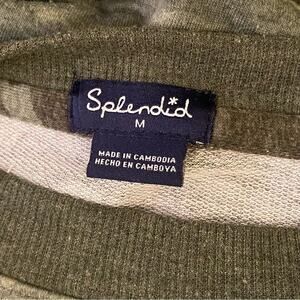 Splendid
M
MADE IN CAMBODIA
HECHO EN CAMBOYA